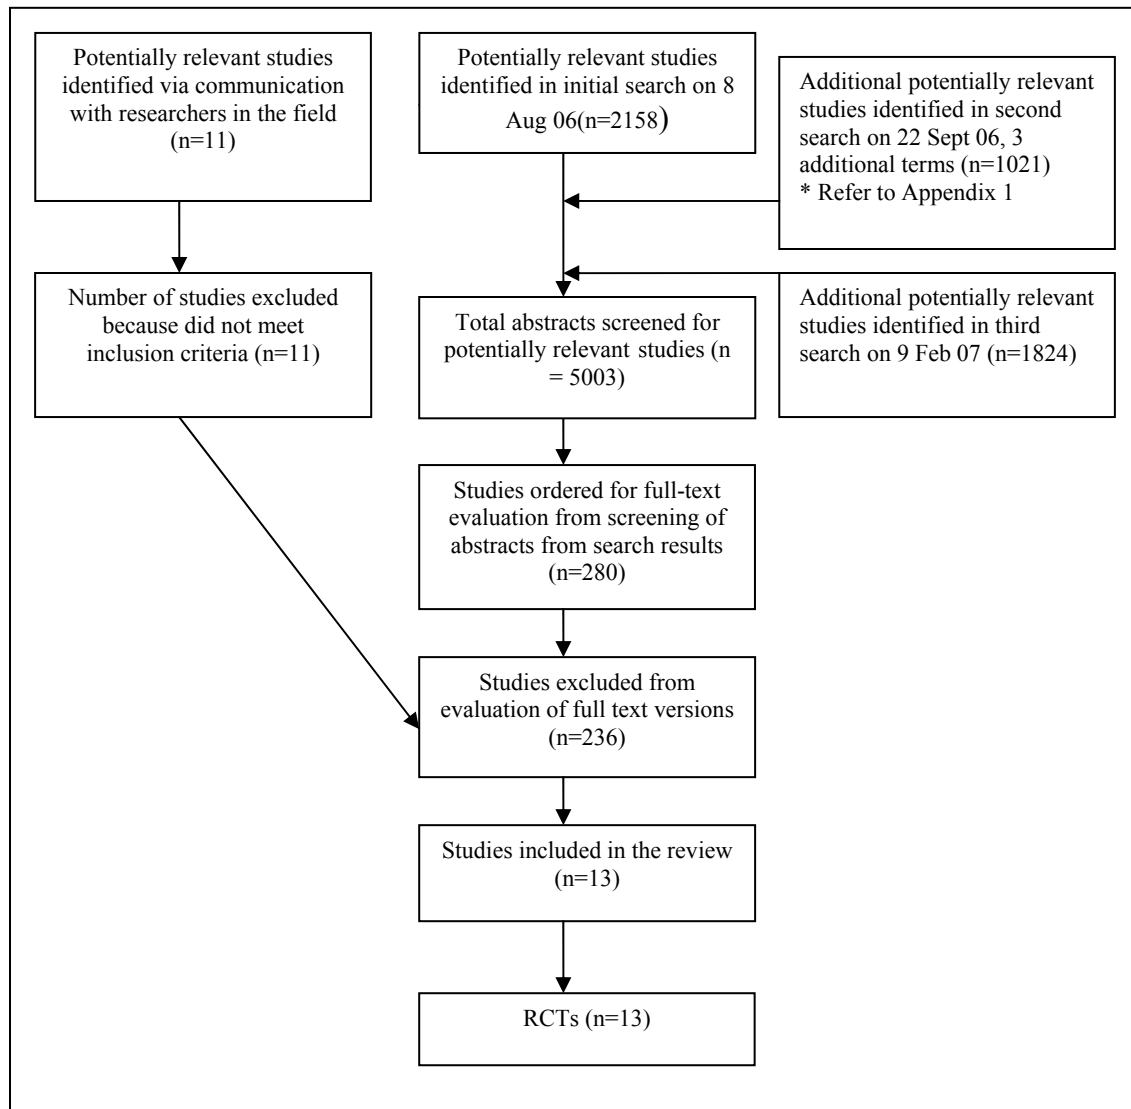 Potentially relevant studies
identified via communication
with researchers in the field
(n=11)
Potentially relevant studies
identified in initial search on 8
Aug 06(n=2158)
Additional potentially relevant
studies identified in second
search on 22 Sept 06, 3
additional terms (n=1021)
* Refer to Appendix 1
Number of studies excluded
because did not meet
inclusion criteria (n=11)
Total abstracts screened for
potentially relevant studies (n
= 5003)
Additional potentially relevant
studies identified in third
search on 9 Feb 07 (n=1824)
Studies ordered for full-text
evaluation from screening of
abstracts from search results
(n=280)
Studies excluded from
evaluation of full text versions
(n=236)
Studies included in the review
(n=13)
RCTs (n=13)